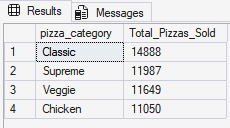 Results Messages
pizza_category Total_Pizzas_Sold
1 Classic 14888
2 Supreme 11987
3 Veggie 11649
4 Chicken 11050